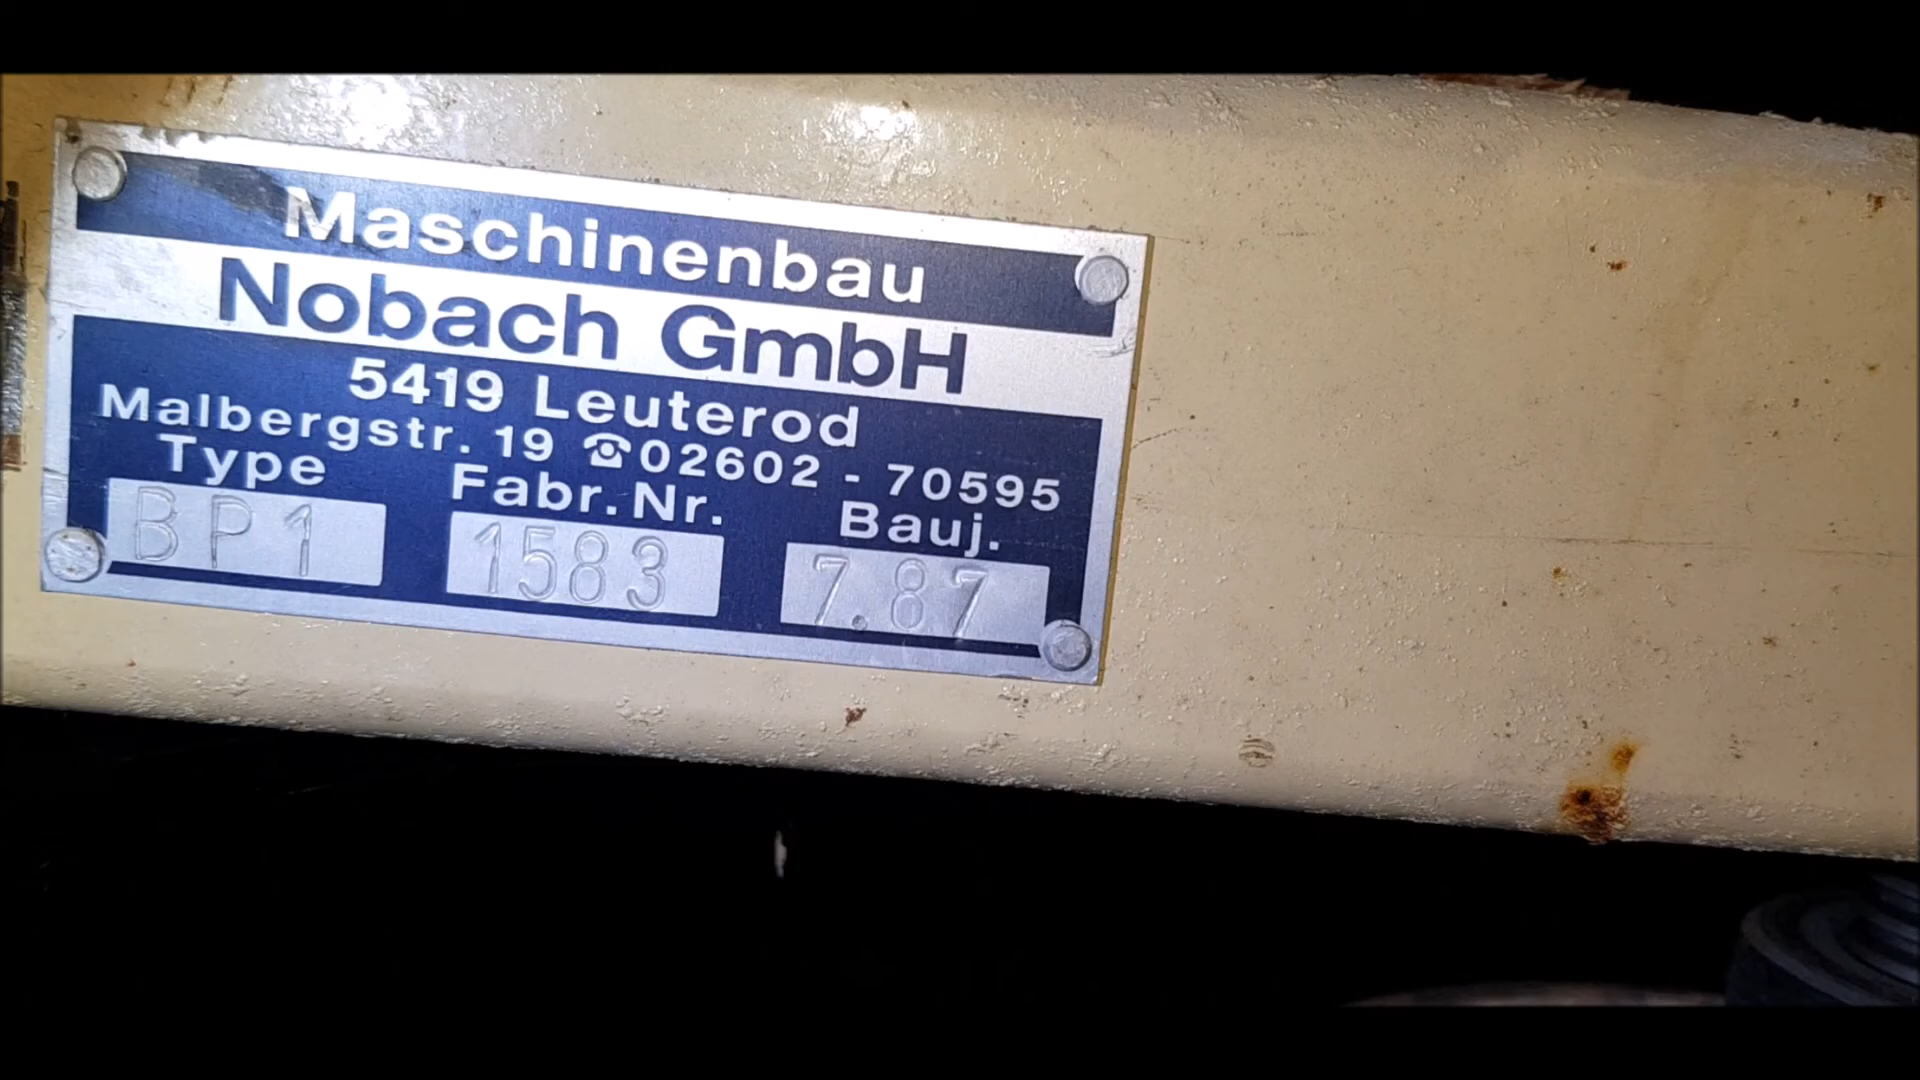 Maschinenbau
Nobach GmbH
5419 Leuterod
Malbergstr. 19 ☎02602 - 70595
Type Fabr.Nr. Bauj.
BP1 1583 7.87